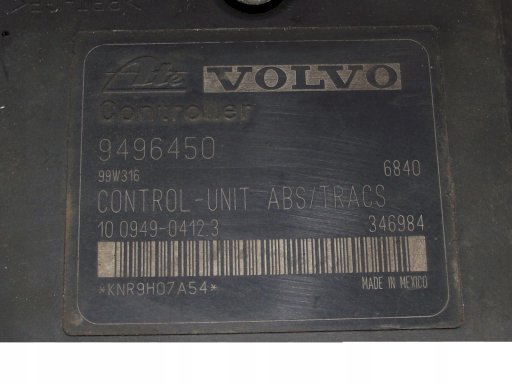 Ate VOLVO
Controller
9496450
99W316 6840
CONTROL-UNIT ABS/TRACS
10.0949-0412.3 346984
*KNR9H07A54* MADE IN MEXICO